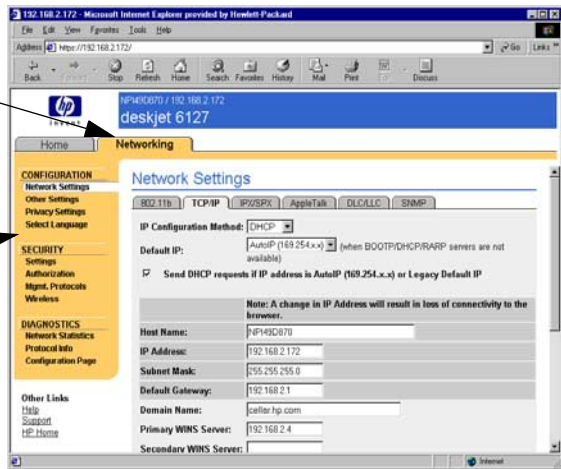 192.168.2.172 - Microsoft Internet Explorer provided by Hewlett-Packard
File Edit View Favorites Tools Help
Address https://192.168.2.172/ Go Links »
Back Forward Stop Refresh Home Search Favorites History Mail Print Edit Discuss
hp
invent
NPI49D870 / 192.168.2.172
deskjet 6127
Home Networking
CONFIGURATION
Network Settings
Other Settings
Privacy Settings
Select Language
SECURITY
Settings
Authorization
Mgmt. Protocols
Wireless
DIAGNOSTICS
Network Statistics
Protocol Info
Configuration Page
Other Links
Help
Support
HP Home
Network Settings
802.11b TCP/IP IPX/SPX AppleTalk DLC/LLC SNMP
IP Configuration Method: DHCP
Default IP: AutoIP (169.254.x.x) (when BOOTP/DHCP/RARP servers are not
available)
Send DHCP requests if IP address is AutoIP (169.254.x.x) or Legacy Default IP
Note: A change in IP Address will result in loss of connectivity to the
browser.
Host Name: NPI49D870
IP Address: 192.168.2.172
Subnet Mask: 255.255.255.0
Default Gateway: 192.168.2.1
Domain Name: cellar.hp.com
Primary WINS Server: 192.168.2.4
Secondary WINS Server:
Internet